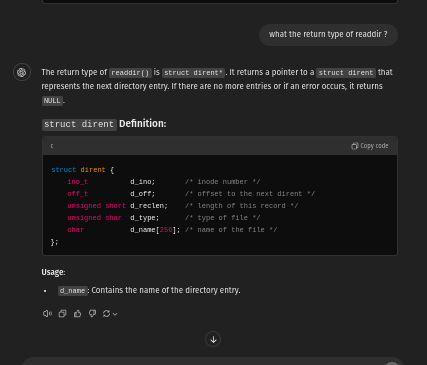 what the return type of readdir ?
The return type of readdir() is struct dirent*. It returns a pointer to a struct dirent that
represents the next directory entry. If there are no more entries or if an error occurs, it returns
NULL.
struct dirent Definition:
c Copy code
struct dirent {
ino_t d_ino; /* inode number */
off_t d_off; /* offset to the next dirent */
unsigned short d_reclen; /* length of this record */
unsigned char d_type; /* type of file */
char d_name[256]; /* name of the file */
};
Usage:
• d_name: Contains the name of the directory entry.